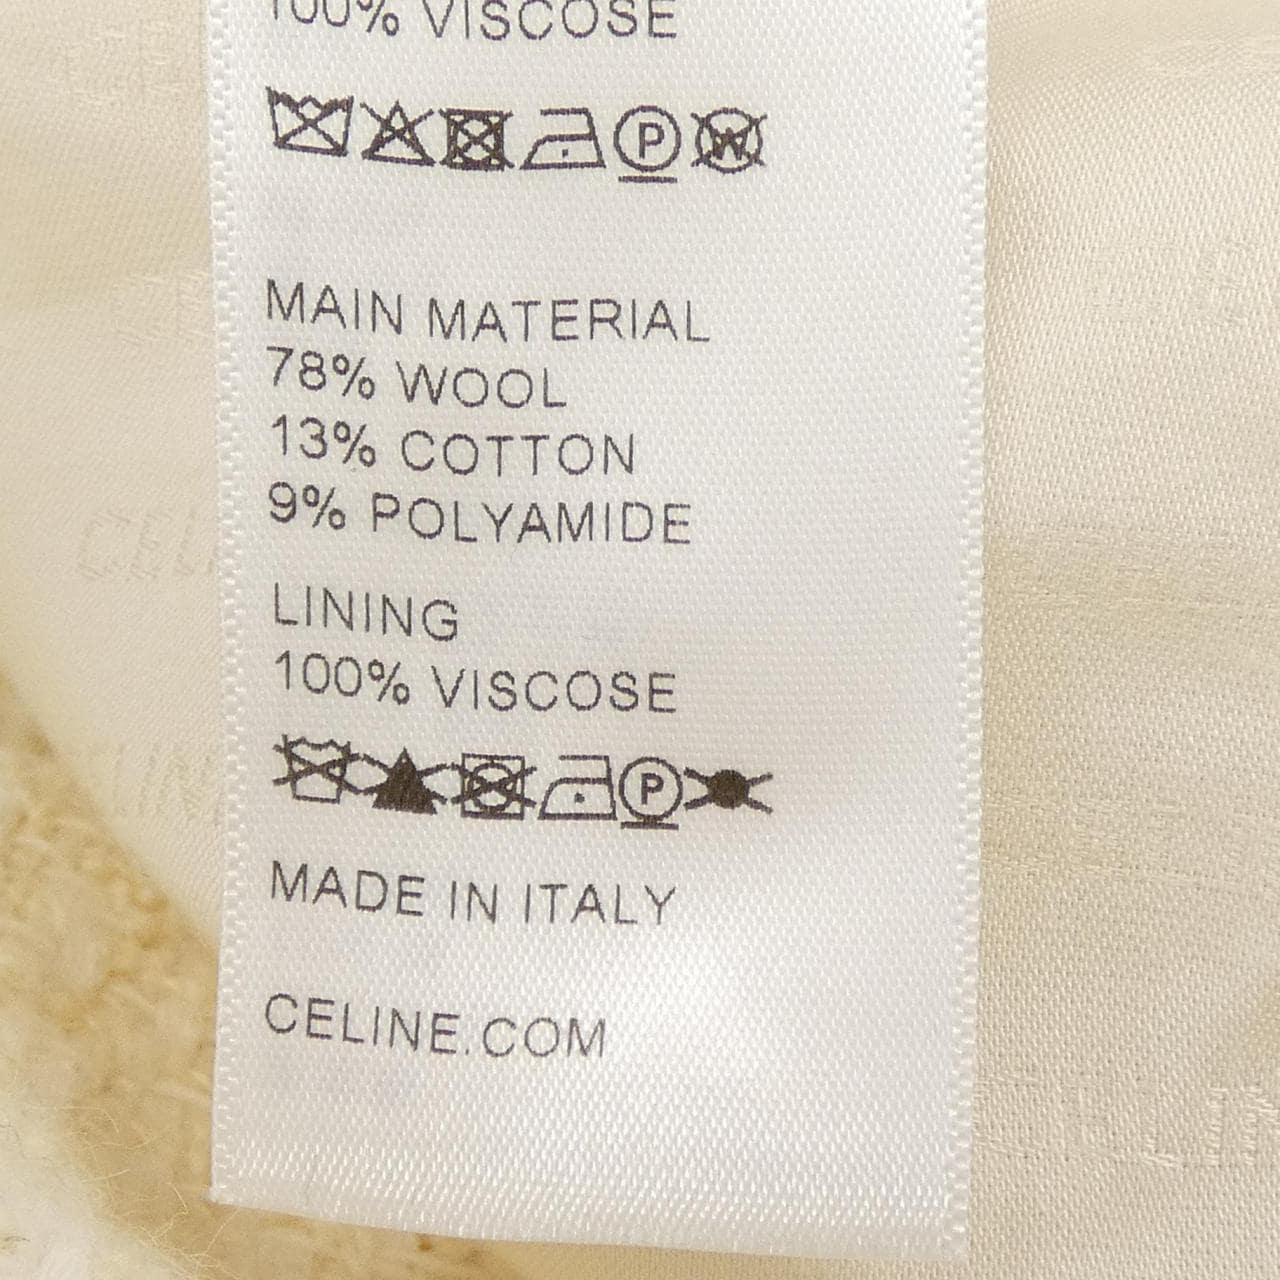 100% VISCOSE
P W
MAIN MATERIAL
78% WOOL
13% COTTON
9% POLYAMIDE
LINING
100% VISCOSE
P
MADE IN ITALY
CELINE.COM